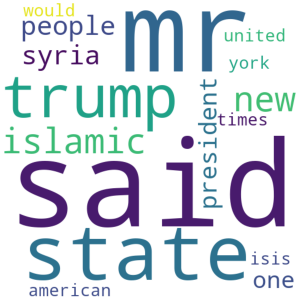 would
people
mr
united
syria
york
trump
president
new
times
islamic
said
state
isis
one
american